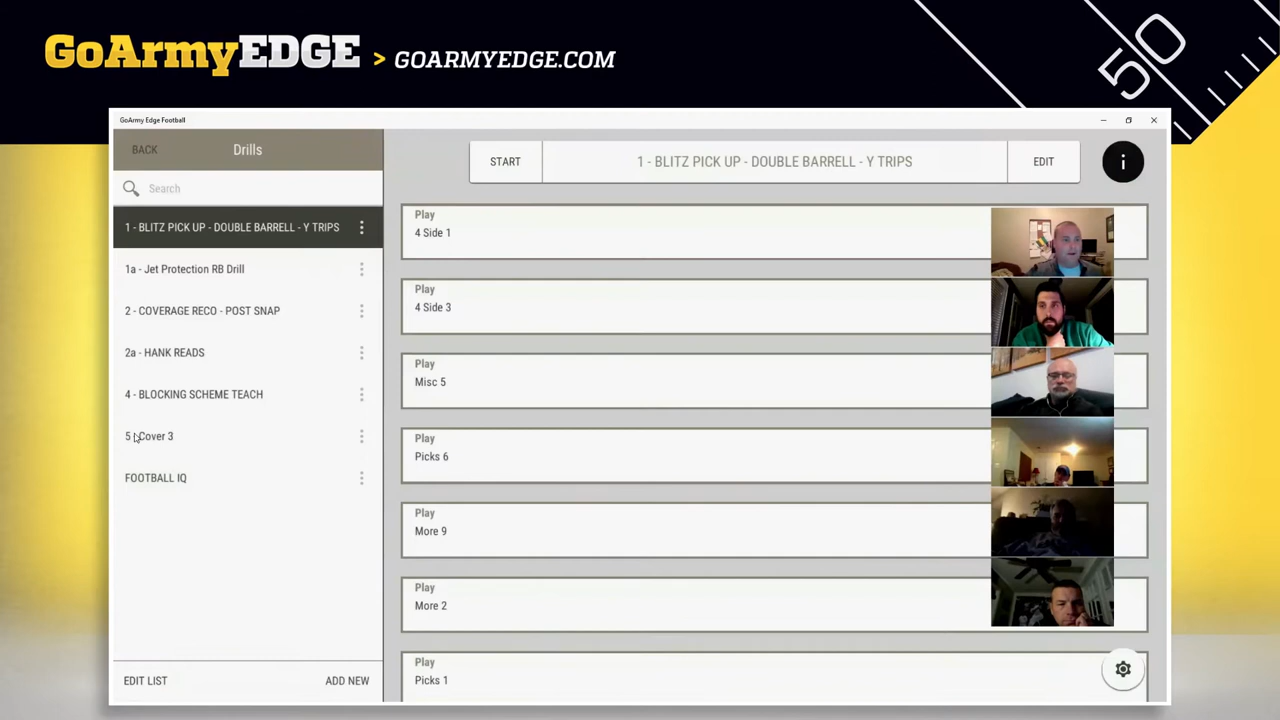 GoArmyEDGE > GOARMYEDGE.COM
50
GoArmy Edge Football
BACK
Drills
Search
1 - BLITZ PICK UP - DOUBLE BARRELL - Y TRIPS
1a - Jet Protection RB Drill
2 - COVERAGE RECO - POST SNAP
2a - HANK READS
4 - BLOCKING SCHEME TEACH
5 - Cover 3
FOOTBALL IQ
EDIT LIST
ADD NEW
START
1 - BLITZ PICK UP - DOUBLE BARRELL - Y TRIPS
EDIT
i
Play
4 Side 1
Play
4 Side 3
Play
Misc 5
Play
Picks 6
Play
More 9
Play
More 2
Play
Picks 1